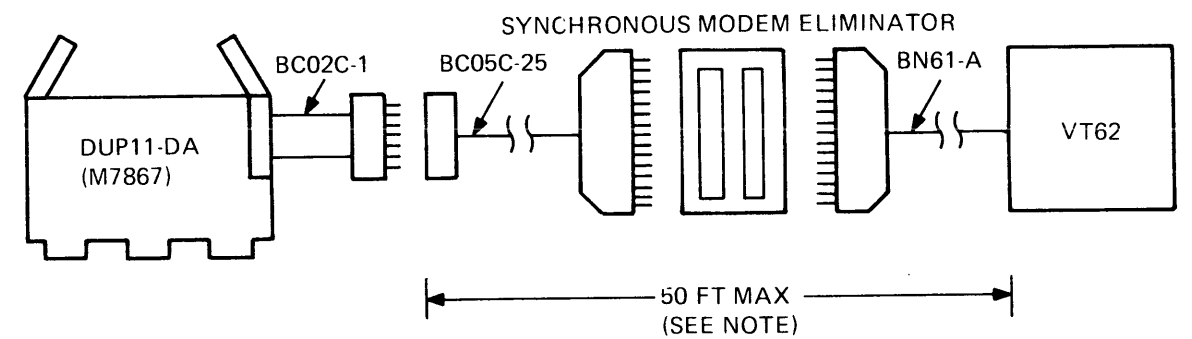 SYNCHRONOUS MODEM ELIMINATOR
BC02C-1
BC05C-25
BN61-A
DUP11-DA
(M7867)
VT62
50 FT MAX
(SEE NOTE)